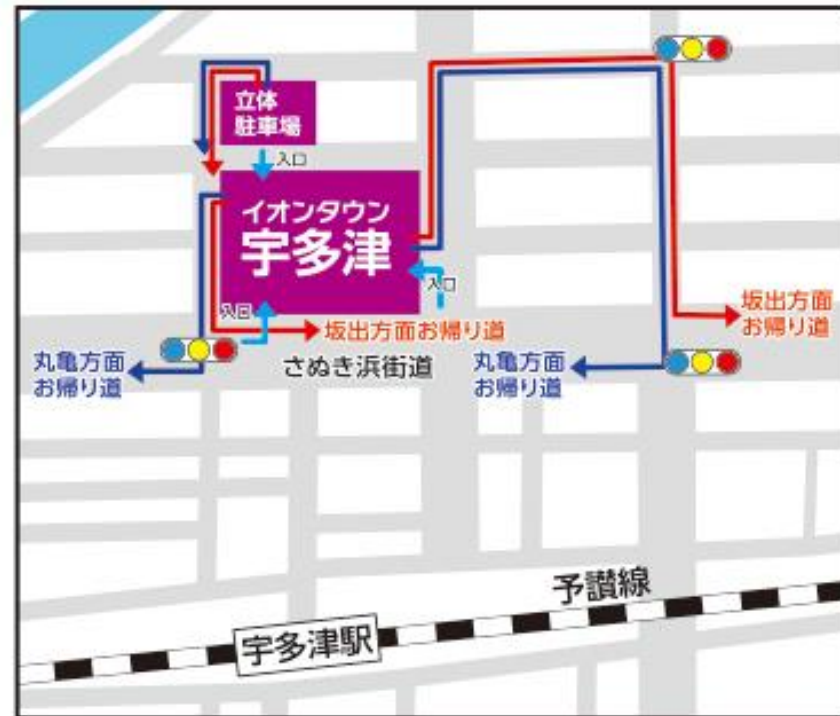 立体
駐車場
入口
イオンタウン
宇多津
入口
入口
坂出方面お帰り道
さぬき浜街道
丸亀方面
お帰り道
丸亀方面
お帰り道
坂出方面
お帰り道
予讃線
宇多津駅